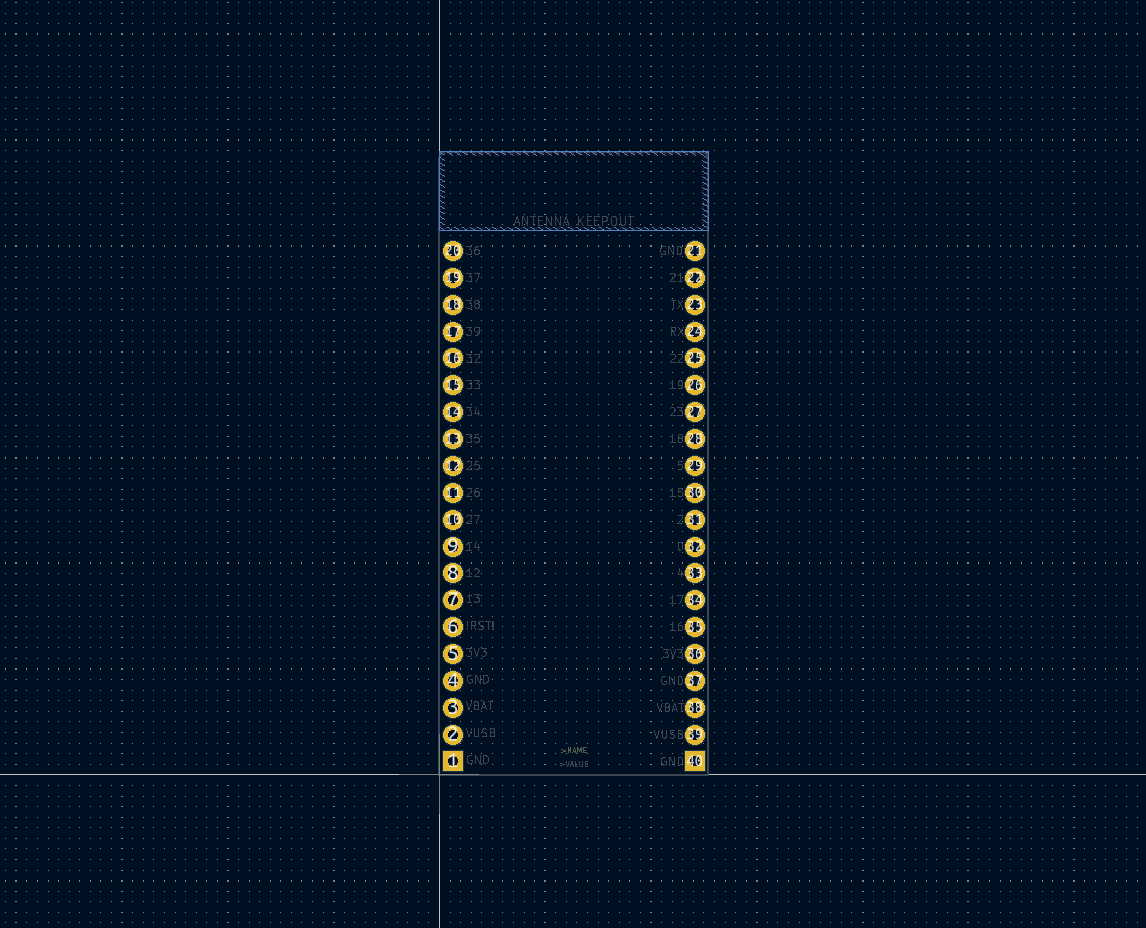 ANTENNA KEEPOUT
20 36 GND 21
19 37 21 22
18 38 TX 23
17 39 RX 24
16 32 22 25
15 33 19 26
14 34 23 27
13 35 18 28
12 25 5 29
11 26 30
10 27 2 31
9 14 0 32
8 12 4 33
7 13 17 34
6 !RST! 16 35
5 3V3 3V3 36
4 GND GND 37
3 VBAT VBAT 38
2 VUSB VUSB 39
>NAME
1 GND GND 40
>VALUE